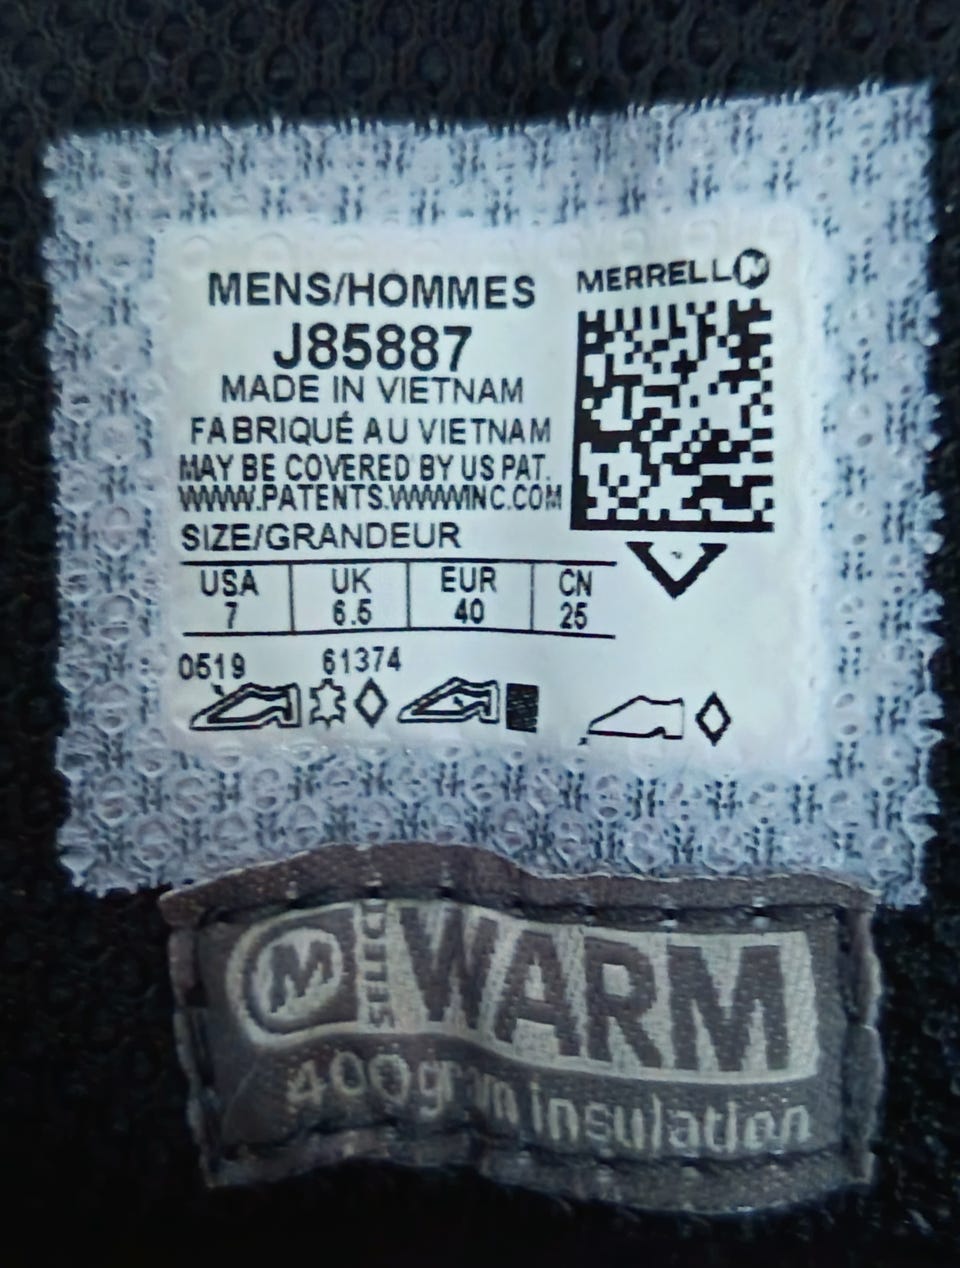 MENS/HOMMES
J85887
MADE IN VIETNAM
FABRIQUÉ AU VIETNAM
MAY BE COVERED BY US PAT.
WWW.PATENTS.WWWINC.COM
SIZE/GRANDEUR
USA UK EUR CN
7 6.5 40 25
0519 61374
MERRELL M
M SELECT WARM
400gram insulation